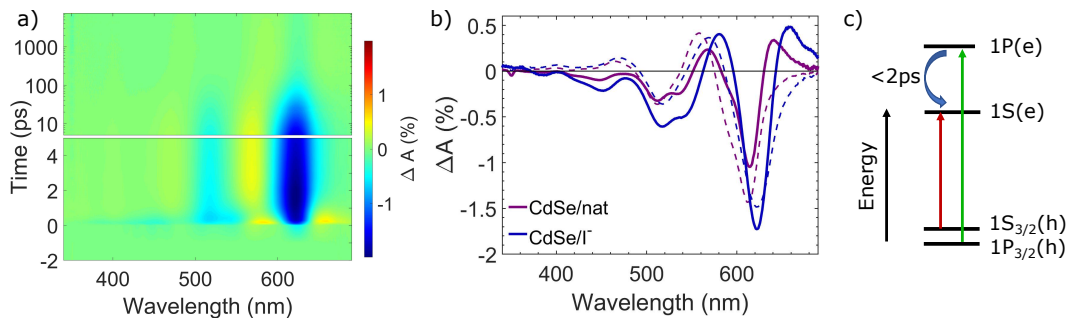 a)
1000
100
10
4
2
0
-2
Time (ps)
400
500
600
Wavelength (nm)
1
0
-1
Δ A (%)
b)
0.5
0
-0.5
-1
-1.5
-2
ΔA (%)
CdSe/nat
CdSe/I⁻
400
500
600
Wavelength (nm)
c)
1P(e)
<2ps
1S(e)
Energy
1S3/2(h)
1P3/2(h)